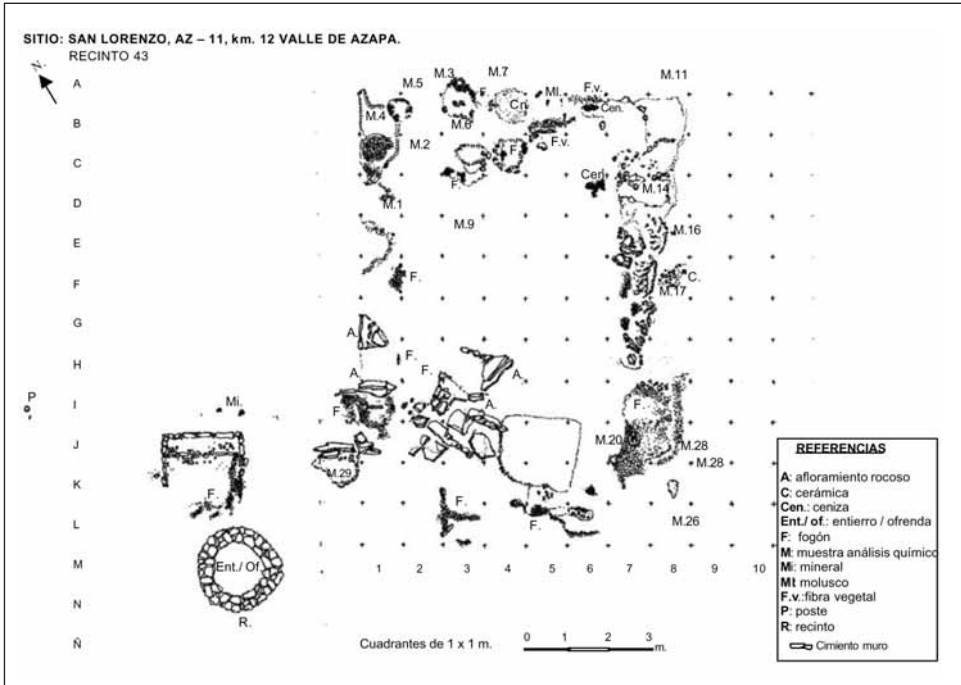 SITIO: SAN LORENZO, AZ – 11, km. 12 VALLE DE AZAPA.
RECINTO 43
N.
A M.5 M.3 F. M.7 Ml. F.v. M.11
M.4 Cn Cen.
B M.6 F.v.
M.2 F.
C F. Cen. M.14
M.1
D M.9
E M.16
F F. C.
M.17
G A.
H F. F. A.
A.
P I Mi. F. A. F.
J M.20 M.28
M.29 M.28
K F. F.
L F. M.26
M Ent./ Of. 1 2 3 4 5 6 7 8 9 10
N
R.
Ñ Cuadrantes de 1 x 1 m. 0 1 2 3
m.
REFERENCIAS
A: afloramiento rocoso
C: cerámica
Cen.: ceniza
Ent./ of.: entierro / ofrenda
F: fogón
M: muestra análisis químico
Mi: mineral
Ml: molusco
F.v.:fibra vegetal
P: poste
R: recinto
Cimiento muro